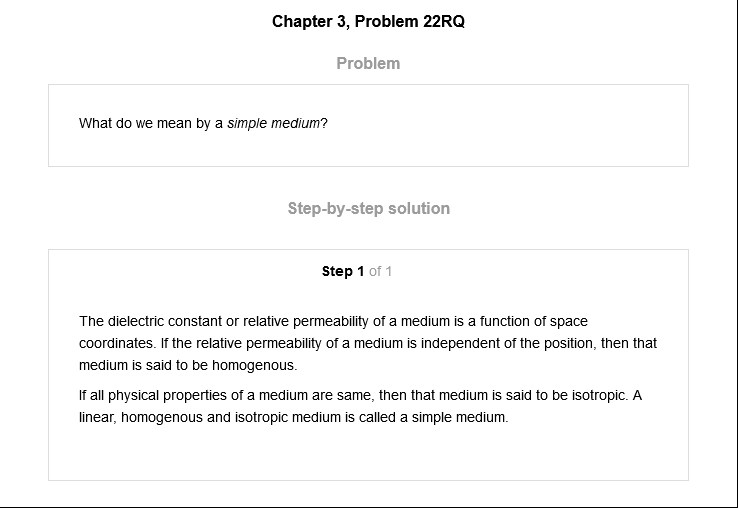 Chapter 3, Problem 22RQ
Problem
What do we mean by a simple medium?
Step-by-step solution
Step 1 of 1
The dielectric constant or relative permeability of a medium is a function of space
coordinates. If the relative permeability of a medium is independent of the position, then that
medium is said to be homogenous.
If all physical properties of a medium are same, then that medium is said to be isotropic. A
linear, homogenous and isotropic medium is called a simple medium.